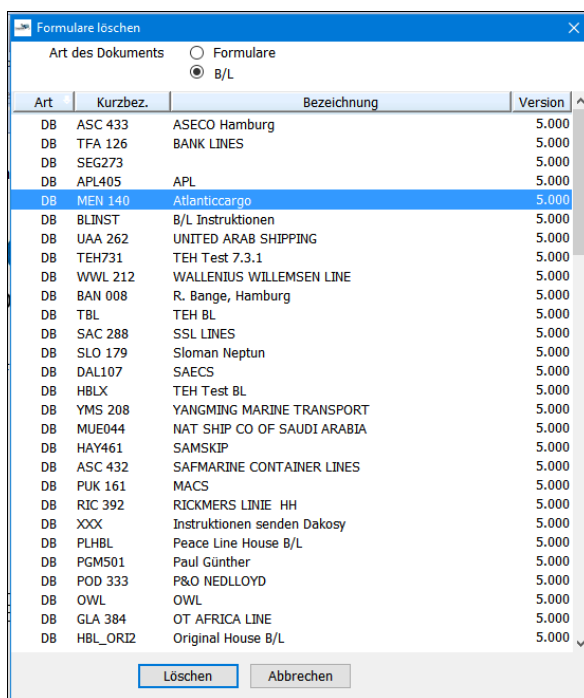 Formulare löschen
Art des Dokuments Formulare
B/L
Art Kurzbez. Bezeichnung Version
DB ASC 433 ASECO Hamburg 5.000
DB TFA 126 BANK LINES 5.000
DB SEG273 5.000
DB APL405 APL 5.000
DB MEN 140 Atlanticcargo 5.000
DB BLINST B/L Instruktionen 5.000
DB UAA 262 UNITED ARAB SHIPPING 5.000
DB TEH731 TEH Test 7.3.1 5.000
DB WWL 212 WALLENIUS WILLEMSEN LINE 5.000
DB BAN 008 R. Bange, Hamburg 5.000
DB TBL TEH BL 5.000
DB SAC 288 SSL LINES 5.000
DB SLO 179 Sloman Neptun 5.000
DB DAL107 SAECS 5.000
DB HBLX TEH Test BL 5.000
DB YMS 208 YANGMING MARINE TRANSPORT 5.000
DB MUE044 NAT SHIP CO OF SAUDI ARABIA 5.000
DB HAY461 SAMSKIP 5.000
DB ASC 432 SAFMARINE CONTAINER LINES 5.000
DB PUK 161 MACS 5.000
DB RIC 392 RICKMERS LINIE HH 5.000
DB XXX Instruktionen senden Dakosy 5.000
DB PLHBL Peace Line House B/L 5.000
DB PGM501 Paul Günther 5.000
DB POD 333 P&O NEDLLOYD 5.000
DB OWL OWL 5.000
DB GLA 384 OT AFRICA LINE 5.000
DB HBL_ORI2 Original House B/L 5.000
Löschen Abbrechen